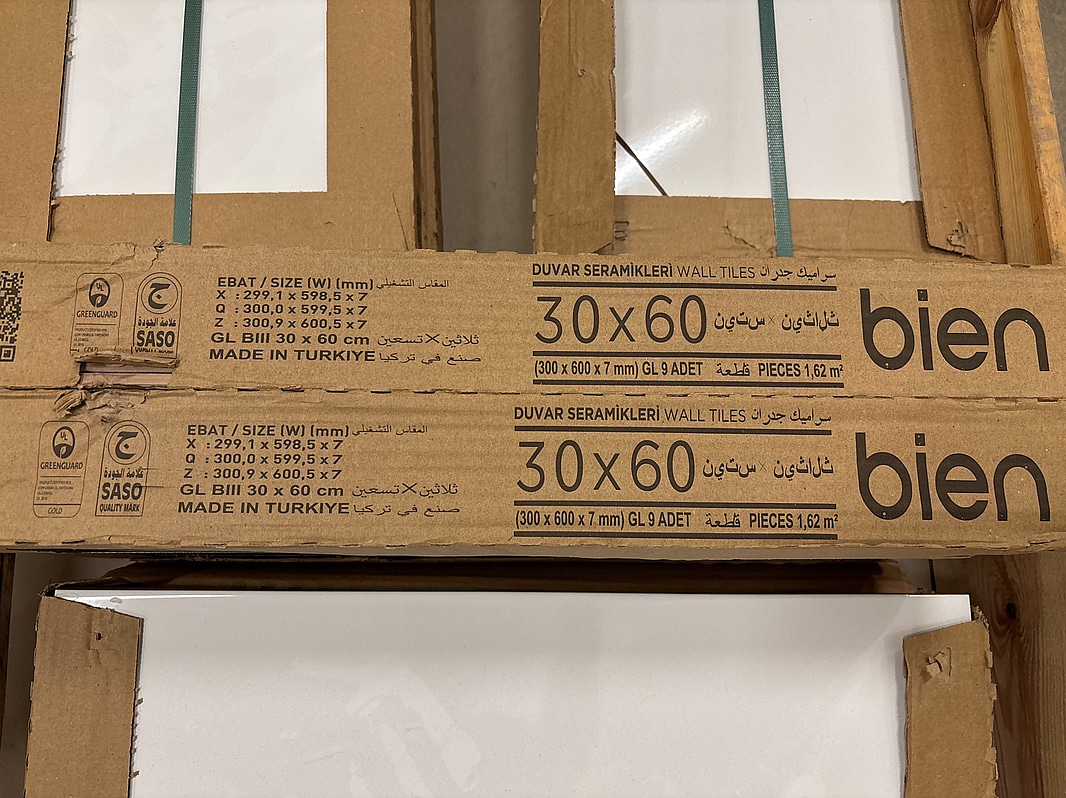 GREENGUARD
GOLD
علامة الجودة
SASO
EBAT / SIZE (W) (mm) المقاس التشغيلي
X : 299,1 x 598,5 x 7
Q : 300,0 x 599,5 x 7
Z : 300,9 x 600,5 x 7
GL BIII 30 x 60 cm ثلاثين X تسعين
MADE IN TURKIYE صنع في تركيا
DUVAR SERAMİKLERİ WALL TILES سراميك جدران
30 x 60 ثلاثين x ستين
(300 x 600 x 7 mm) GL 9 ADET قطعة PIECES 1,62 m²
bien
UL
GREENGUARD
GOLD
علامة الجودة
SASO
QUALITY MARK
EBAT / SIZE (W) (mm) المقاس التشغيلي
X : 299,1 x 598,5 x 7
Q : 300,0 x 599,5 x 7
Z : 300,9 x 600,5 x 7
GL BIII 30 x 60 cm ثلاثين X تسعين
MADE IN TURKIYE صنع في تركيا
DUVAR SERAMİKLERİ WALL TILES سراميك جدران
30 x 60 ثلاثين x ستين
(300 x 600 x 7 mm) GL 9 ADET قطعة PIECES 1,62 m²
bien